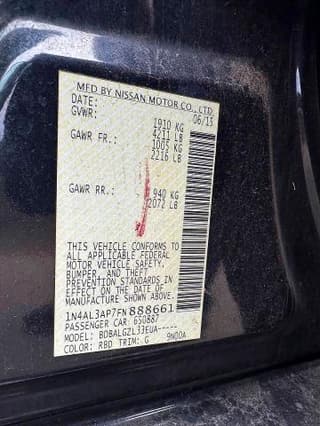 MFD BY NISSAN MOTOR CO., LTD
DATE: 06/15
GVWR: 1910 KG
4211 LB
GAWR FR.: 1005 KG
2216 LB
GAWR RR.: 940 KG
2072 LB
THIS VEHICLE CONFORMS TO
ALL APPLICABLE FEDERAL
MOTOR VEHICLE SAFETY,
BUMPER, AND THEFT
PREVENTION STANDARDS IN
EFFECT ON THE DATE OF
MANUFACTURE SHOWN ABOVE.
1N4AL3AP7FN888661
PASSENGER CAR 650887
MODEL: BDBALGZL33EUA-----
COLOR: RBD TRIM: G 9N00A